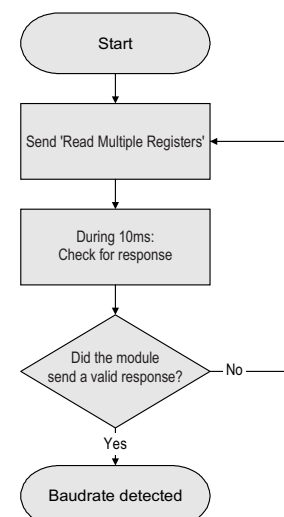 Start
Send 'Read Multiple Registers'
During 10ms:
Check for response
Did the module
send a valid response?
No
Yes
Baudrate detected